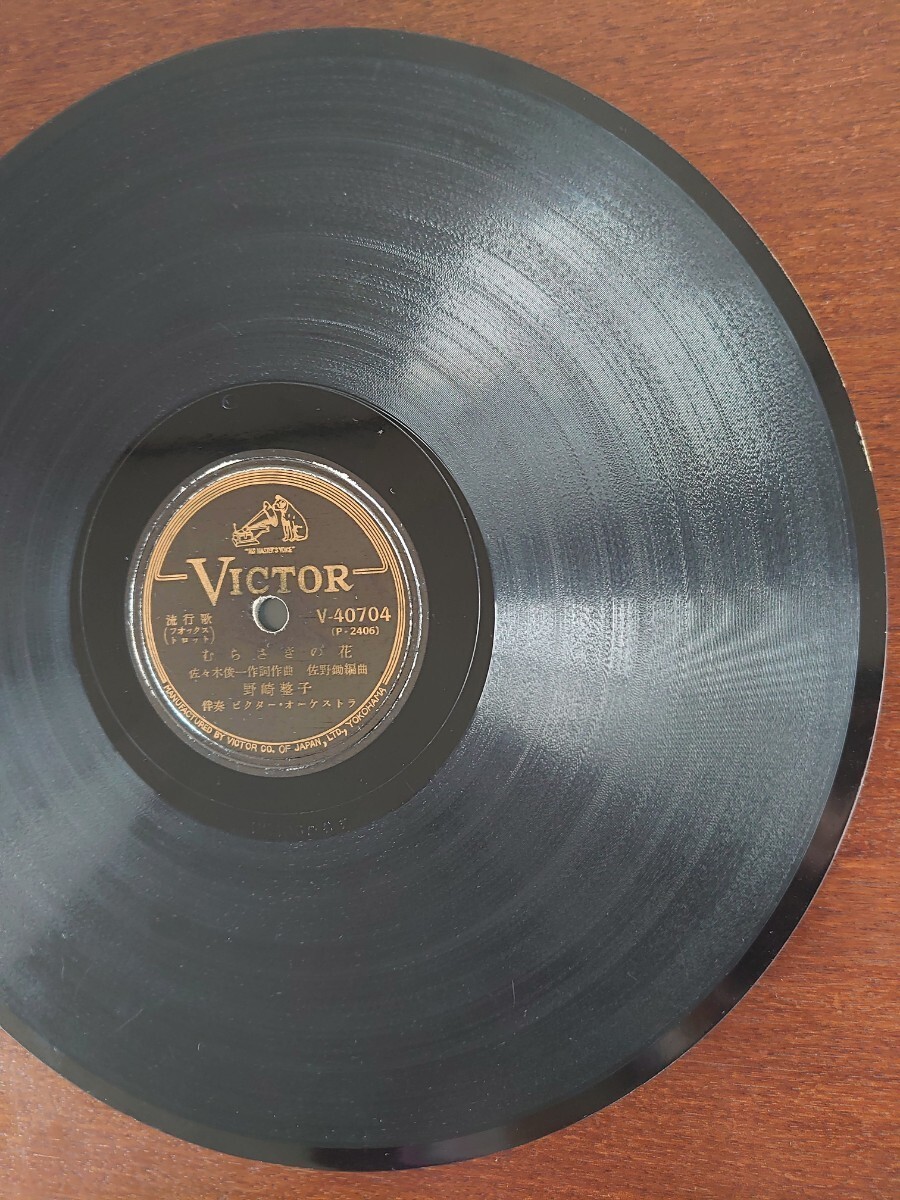 "HIS MASTER'S VOICE"
VICTOR
流行歌
(フオックス
トロット)
V-40704
(P-2406)
むらさきの花
佐々木俊一作詞作曲 佐野鋤編曲
野崎整子
伴奏 ビクター・オーケストラ
MANUFACTURED BY VICTOR CO. OF JAPAN, LTD., YOKOHAMA